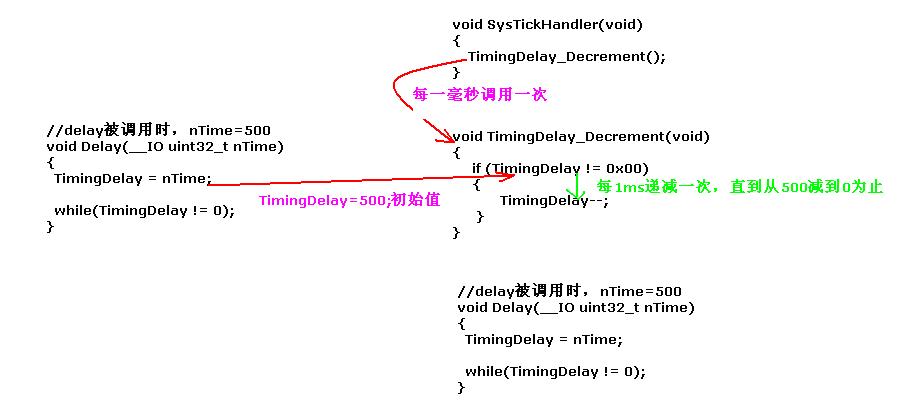 void SysTickHandler(void)
{
TimingDelay_Decrement();
}
每一毫秒调用一次
//delay被调用时，nTime=500
void Delay(__IO uint32_t nTime)
{
TimingDelay = nTime;
TimingDelay=500;初始值
while(TimingDelay != 0);
}
void TimingDelay_Decrement(void)
{
if (TimingDelay != 0x00)
{
每1ms递减一次，直到从500减到0为止
TimingDelay--;
}
}
//delay被调用时，nTime=500
void Delay(__IO uint32_t nTime)
{
TimingDelay = nTime;
while(TimingDelay != 0);
}